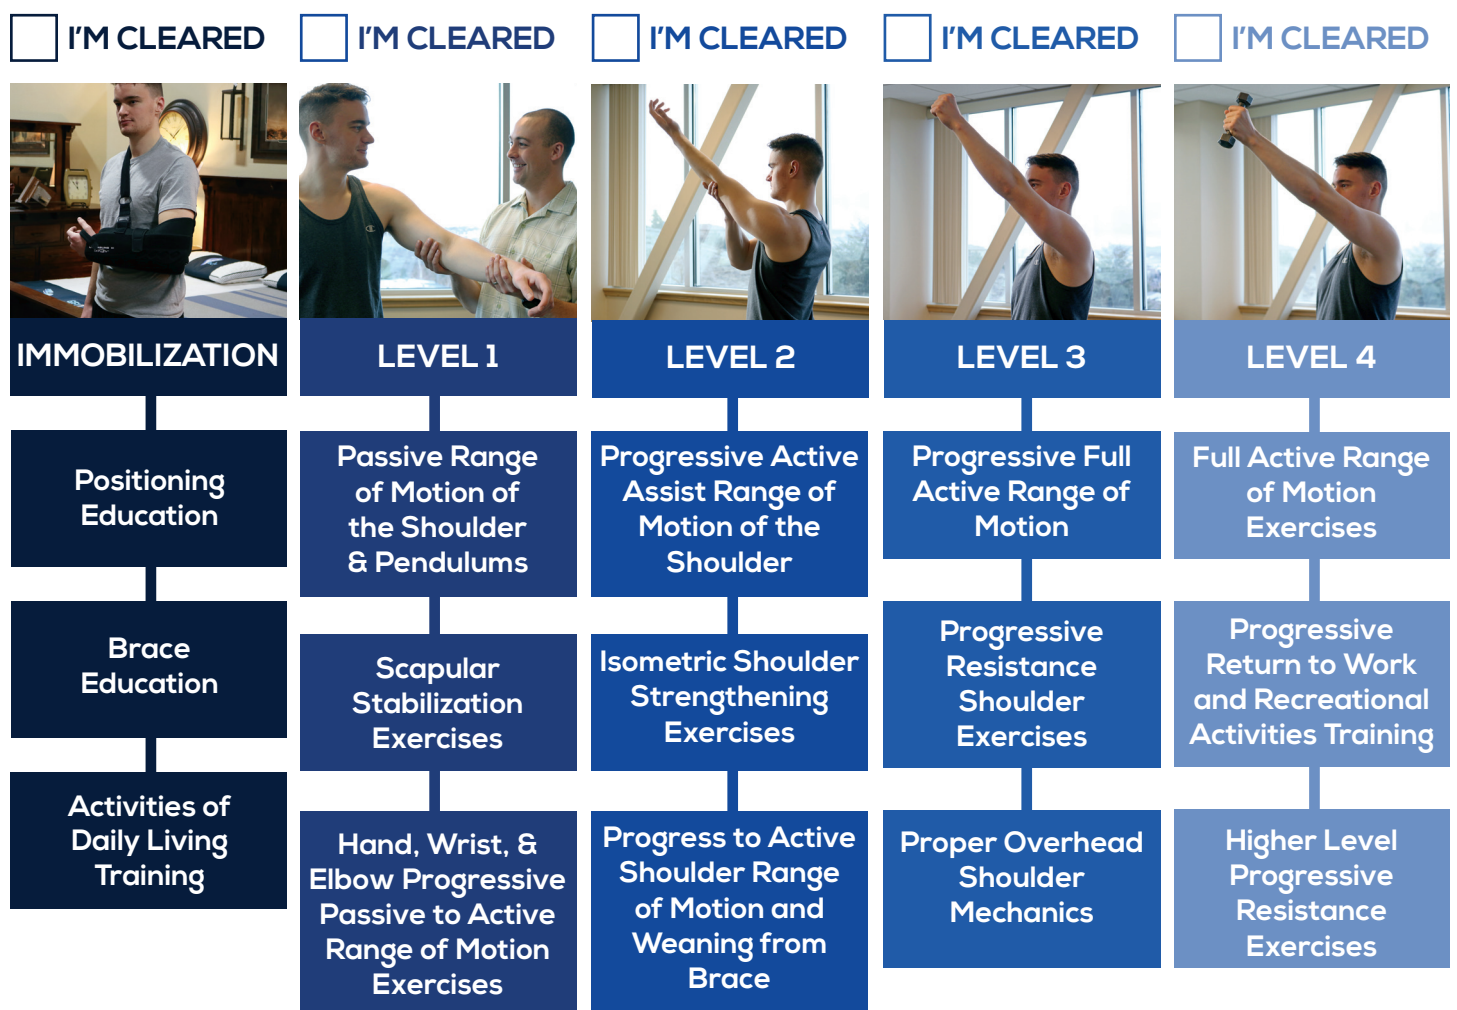 I'M CLEARED
I'M CLEARED
I'M CLEARED
I'M CLEARED
I'M CLEARED
IMMOBILIZATION
Positioning
Education
Brace
Education
Activities of
Daily Living
Training
LEVEL 1
Passive Range
of Motion of
the Shoulder
& Pendulums
Scapular
Stabilization
Exercises
Hand, Wrist, &
Elbow Progressive
Passive to Active
Range of Motion
Exercises
LEVEL 2
Progressive Active
Assist Range of
Motion of the
Shoulder
Isometric Shoulder
Strengthening
Exercises
Progress to Active
Shoulder Range
of Motion and
Weaning from
Brace
LEVEL 3
Progressive Full
Active Range of
Motion
Progressive
Resistance
Shoulder
Exercises
Proper Overhead
Shoulder
Mechanics
LEVEL 4
Full Active Range
of Motion
Exercises
Progressive
Return to Work
and Recreational
Activities Training
Higher Level
Progressive
Resistance
Exercises